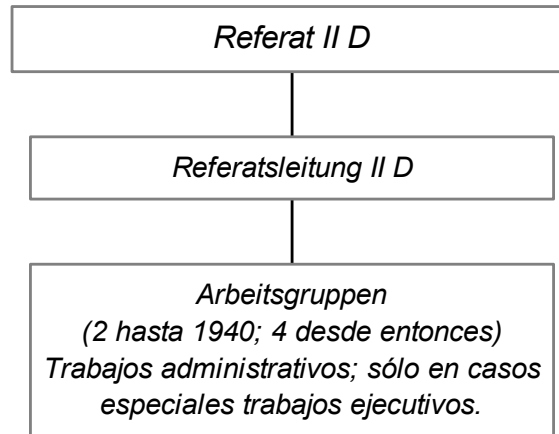 Referat II D
Referatsleitung II D
Arbeitsgruppen
(2 hasta 1940; 4 desde entonces)
Trabajos administrativos; sólo en casos
especiales trabajos ejecutivos.